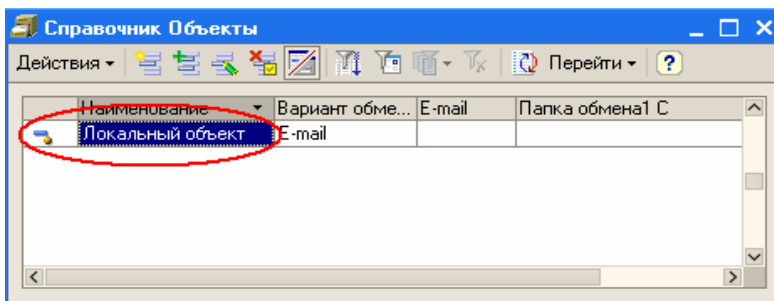 Справочник Объекты
Действия Перейти ?
Наименование Вариант обме... E-mail Папка обмена1 С
Локальный объект E-mail